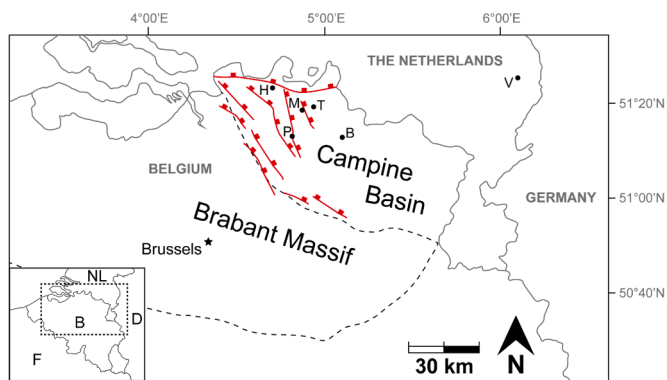 4°00'E 5°00'E 6°00'E
THE NETHERLANDS
V
H
M T
51°20'N
P B
BELGIUM
Campine
Basin
GERMANY
51°00'N
Brabant Massif
Brussels
NL
B
D
F
50°40'N
30 km
N